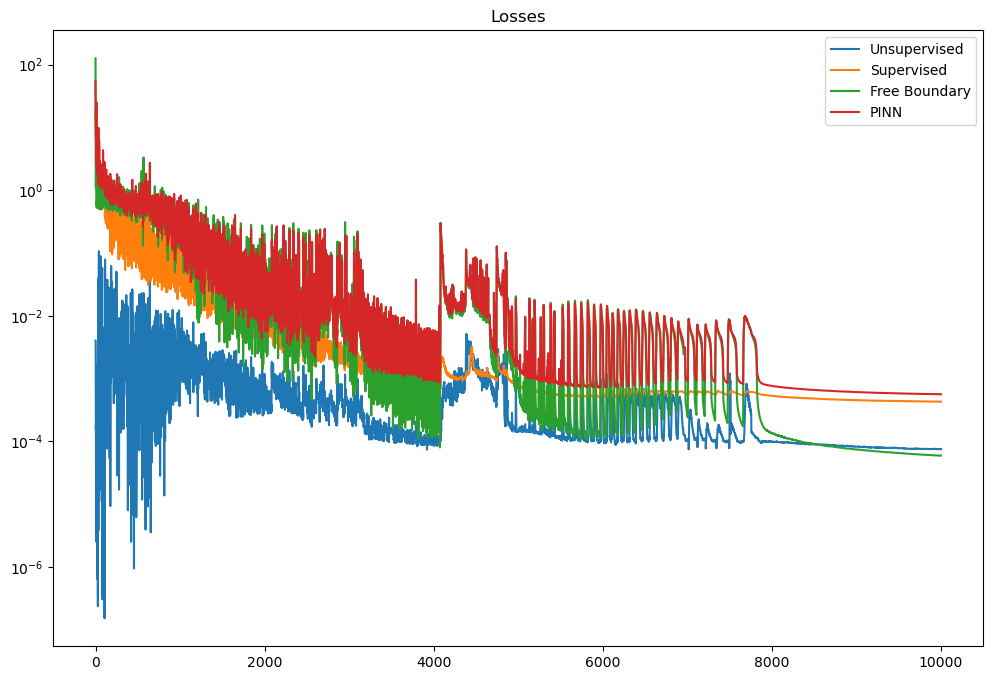 Losses
Unsupervised
Supervised
Free Boundary
PINN
10²
10⁰
10⁻²
10⁻⁴
10⁻⁶
0 2000 4000 6000 8000 10000